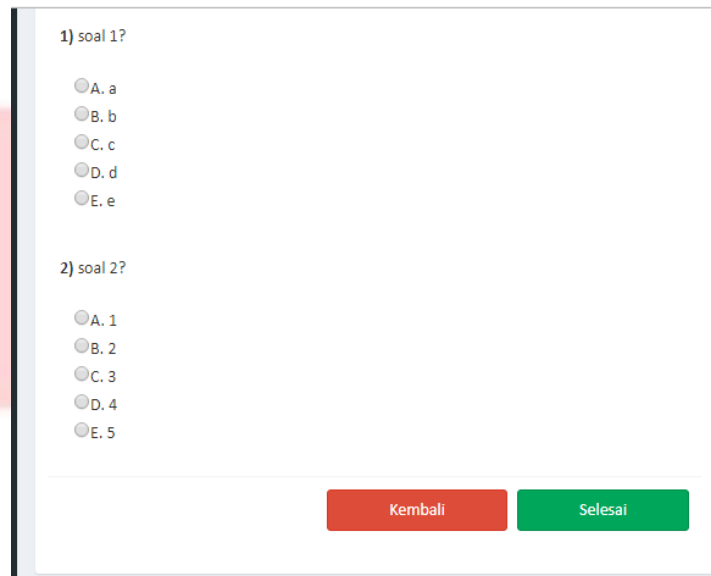 1) soal 1?
A. a
B. b
C. c
D. d
E. e
2) soal 2?
A. 1
B. 2
C. 3
D. 4
E. 5
Kembali Selesai